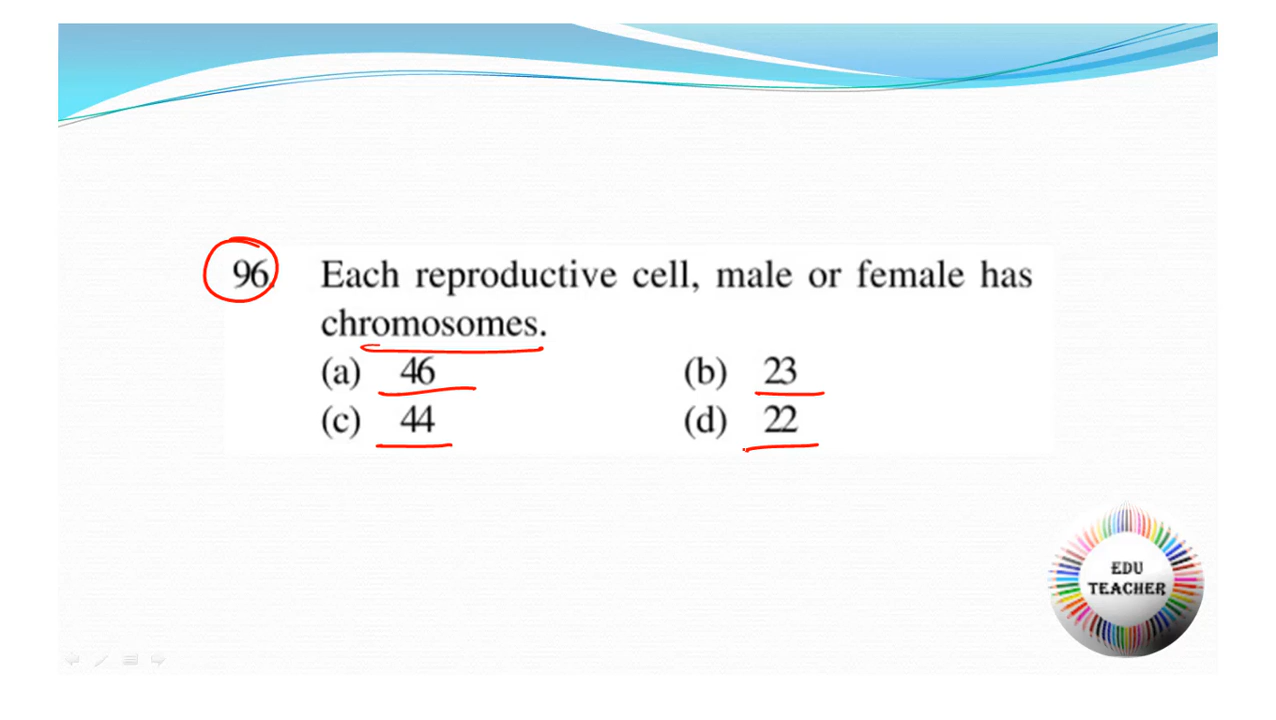 96. Each reproductive cell, male or female has
chromosomes.
(a) 46 (b) 23
(c) 44 (d) 22
EDU
TEACHER